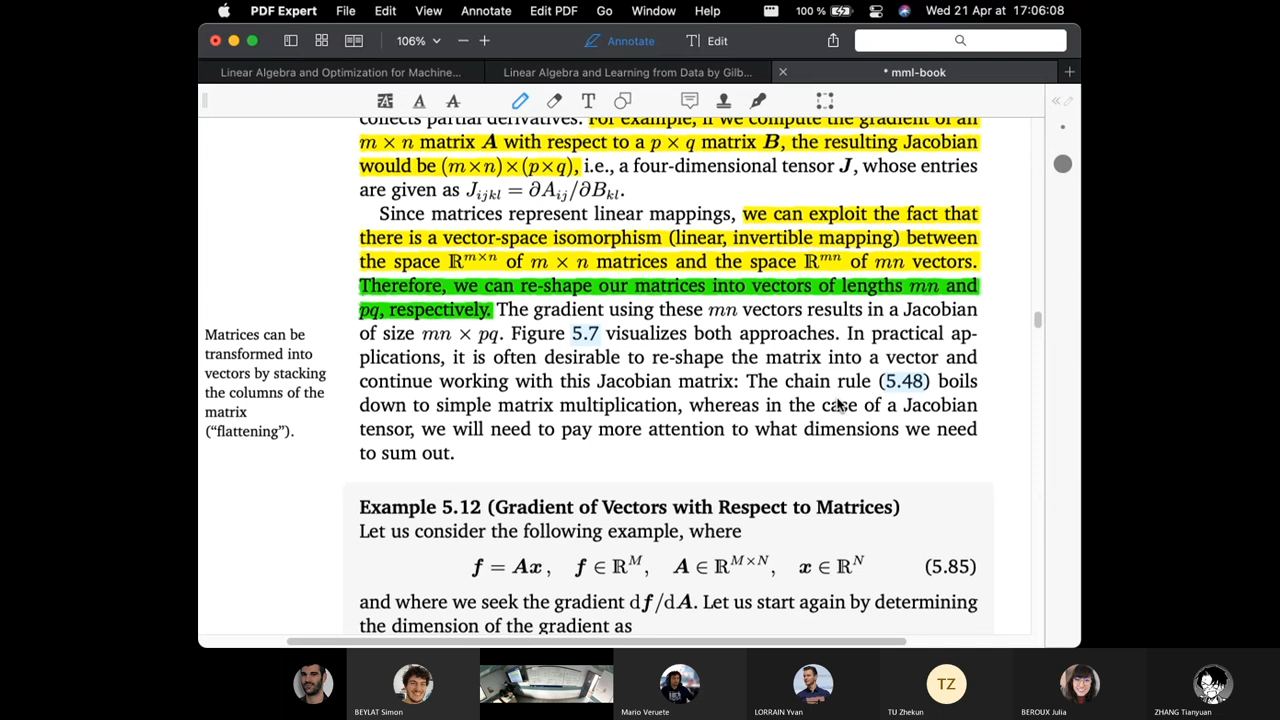 PDF Expert File Edit View Annotate Edit PDF Go Window Help 100 % Wed 21 Apr at 17:06:08
106% Annotate T Edit
Linear Algebra and Optimization for Machine... Linear Algebra and Learning from Data by Gilb... * mml-book
collects partial derivatives. For example, if we compute the gradient of an
m × n matrix A with respect to a p × q matrix B, the resulting Jacobian
would be (m×n)×(p×q), i.e., a four-dimensional tensor J, whose entries
are given as J_{ijkl} = ∂A_{ij}/∂B_{kl}.
Since matrices represent linear mappings, we can exploit the fact that
there is a vector-space isomorphism (linear, invertible mapping) between
the space ℝ^{m×n} of m × n matrices and the space ℝ^{mn} of mn vectors.
Therefore, we can re-shape our matrices into vectors of lengths mn and
pq, respectively. The gradient using these mn vectors results in a Jacobian
of size mn × pq. Figure 5.7 visualizes both approaches. In practical ap-
plications, it is often desirable to re-shape the matrix into a vector and
continue working with this Jacobian matrix: The chain rule (5.48) boils
down to simple matrix multiplication, whereas in the case of a Jacobian
tensor, we will need to pay more attention to what dimensions we need
to sum out.
Matrices can be
transformed into
vectors by stacking
the columns of the
matrix
(“flattening”).
Example 5.12 (Gradient of Vectors with Respect to Matrices)
Let us consider the following example, where
f = Ax, f ∈ ℝ^M, A ∈ ℝ^{M×N}, x ∈ ℝ^N (5.85)
and where we seek the gradient df/dA. Let us start again by determining
the dimension of the gradient as
TZ
BEYLAT Simon Mario Veruete LORRAIN Yvan TU Zhekun BEROUX Julia ZHANG Tianyuan